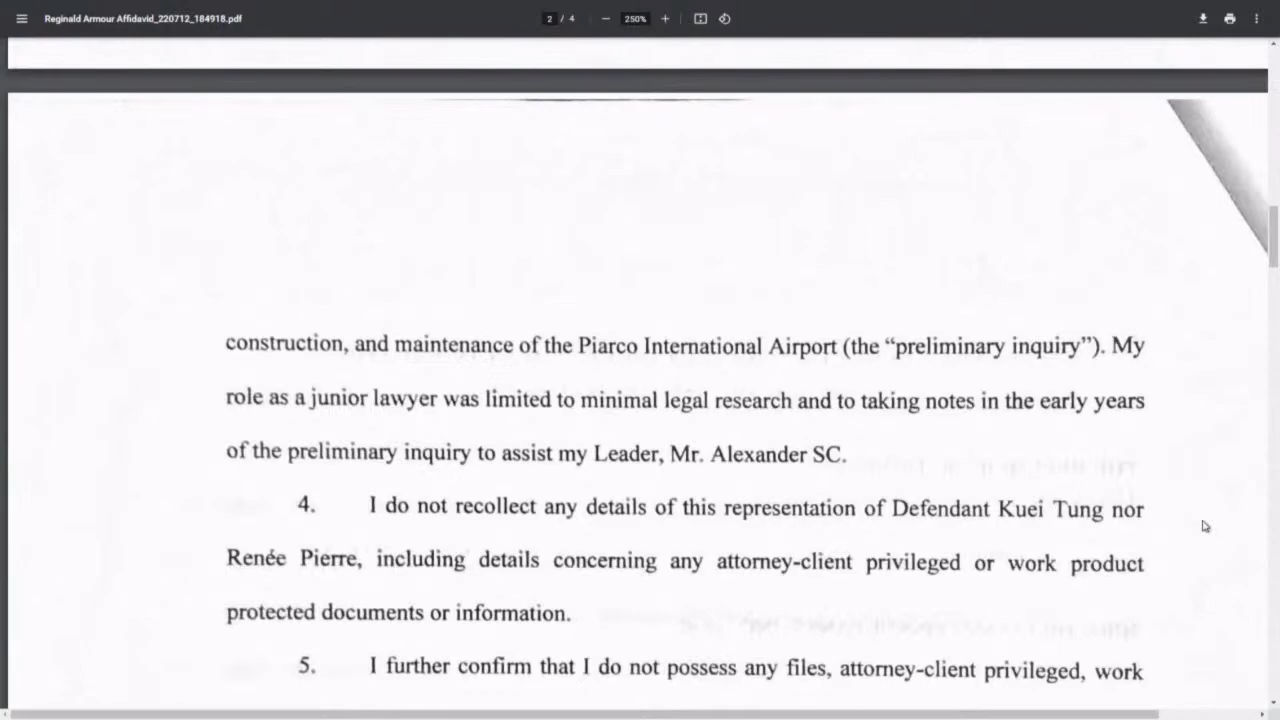 Reginald Armour Affidavid_220712_184918.pdf
2 / 4
250%
construction, and maintenance of the Piarco International Airport (the “preliminary inquiry”). My
role as a junior lawyer was limited to minimal legal research and to taking notes in the early years
of the preliminary inquiry to assist my Leader, Mr. Alexander SC.
4. I do not recollect any details of this representation of Defendant Kuei Tung nor
Renée Pierre, including details concerning any attorney-client privileged or work product
protected documents or information.
5. I further confirm that I do not possess any files, attorney-client privileged, work